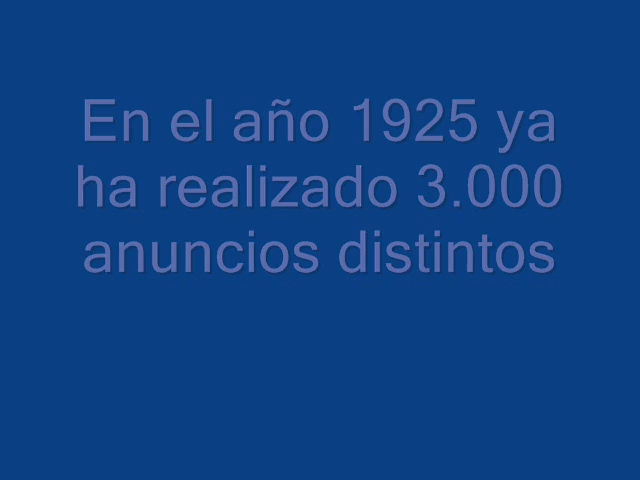 En el año 1925 ya
ha realizado 3.000
anuncios distintos